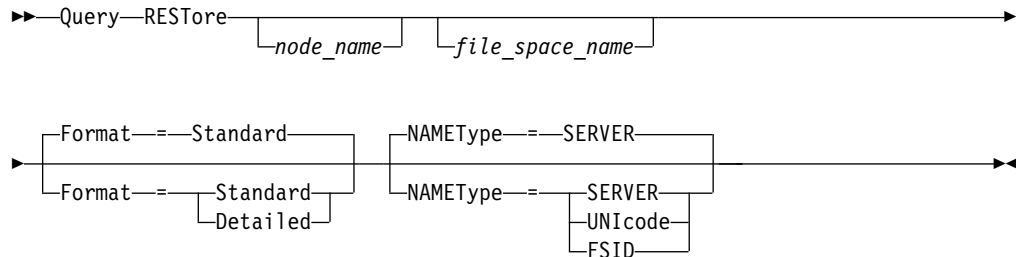 Query RESTore
node_name file_space_name
Format = Standard NAMEType = SERVER
Format = Standard NAMEType = SERVER
Detailed UNIcode
FSID